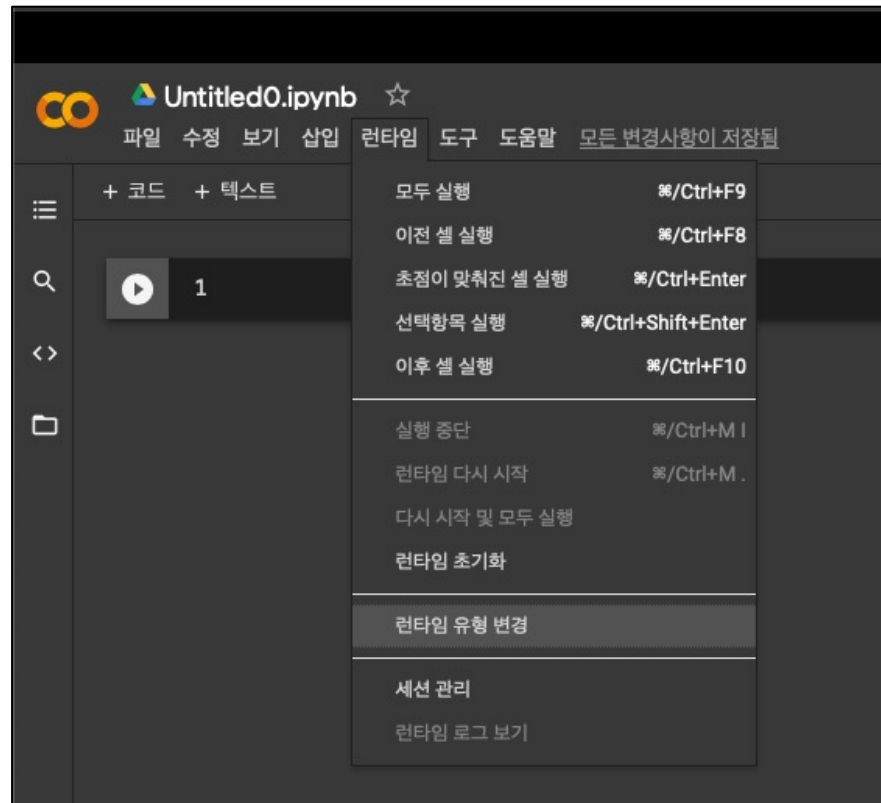 Untitled0.ipynb
파일 수정 보기 삽입 런타임 도구 도움말 모든 변경사항이 저장됨
+ 코드 + 텍스트
1
모두 실행 ⌘/Ctrl+F9
이전 셀 실행 ⌘/Ctrl+F8
초점이 맞춰진 셀 실행 ⌘/Ctrl+Enter
선택항목 실행 ⌘/Ctrl+Shift+Enter
이후 셀 실행 ⌘/Ctrl+F10
실행 중단 ⌘/Ctrl+M I
런타임 다시 시작 ⌘/Ctrl+M .
다시 시작 및 모두 실행
런타임 초기화
런타임 유형 변경
세션 관리
런타임 로그 보기